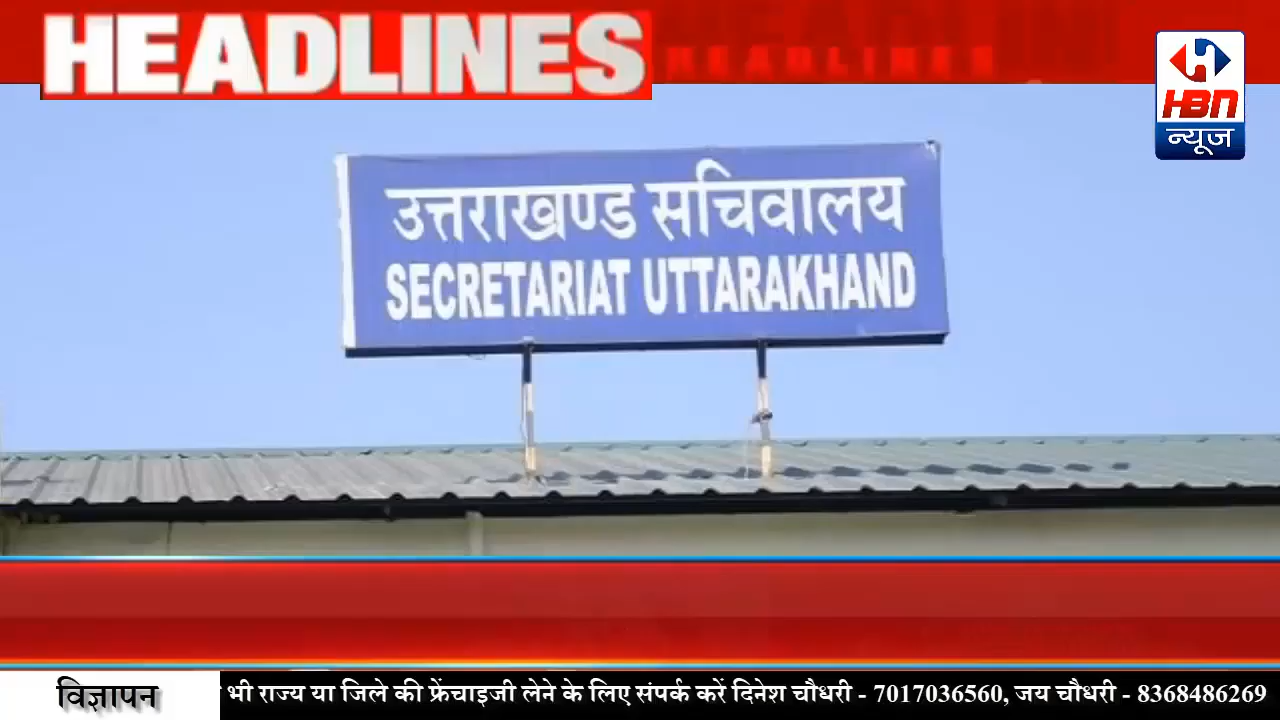 HEADLINES
HEADLINES
HBN
न्यूज
उत्तराखण्ड सचिवालय
SECRETARIAT UTTARAKHAND
विज्ञापन
भी राज्य या जिले की फ्रेंचाइजी लेने के लिए संपर्क करें दिनेश चौधरी - 7017036560, जय चौधरी - 8368486269